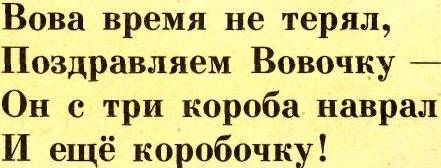 Вова время не терял,
Поздравляем Вовочку —
Он с три короба наврал
И ещё коробочку!